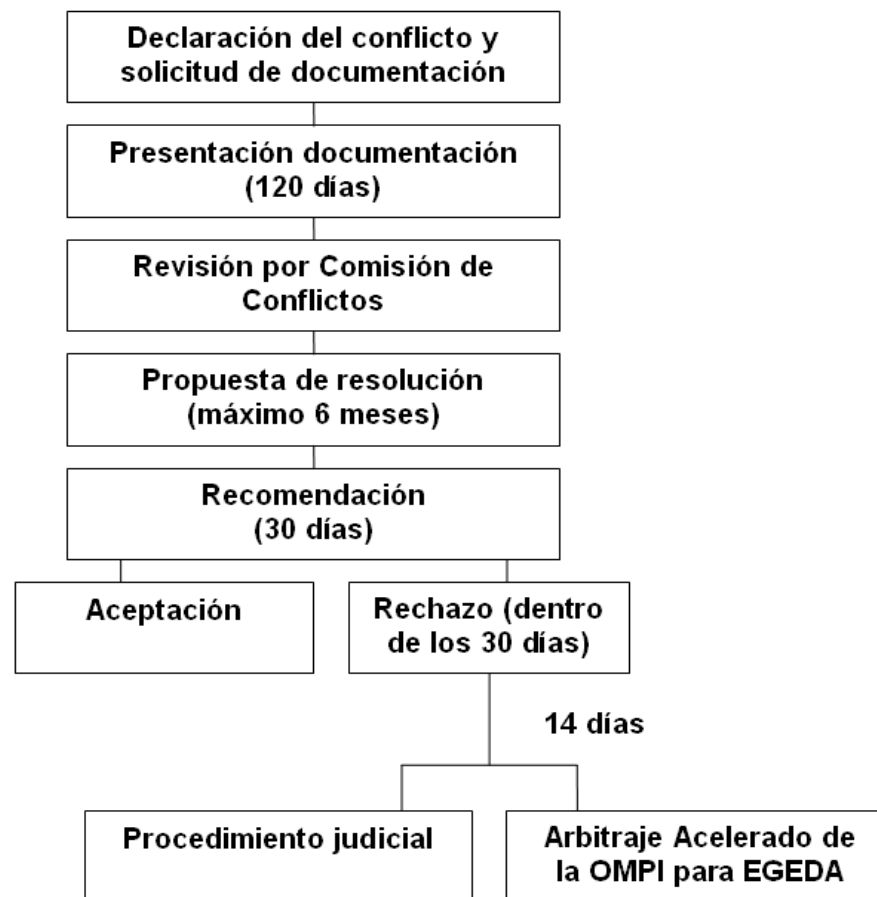 Declaración del conflicto y
solicitud de documentación
Presentación documentación
(120 días)
Revisión por Comisión de
Conflictos
Propuesta de resolución
(máximo 6 meses)
Recomendación
(30 días)
Aceptación
Rechazo (dentro
de los 30 días)
14 días
Procedimiento judicial
Arbitraje Acelerado de
la OMPI para EGEDA